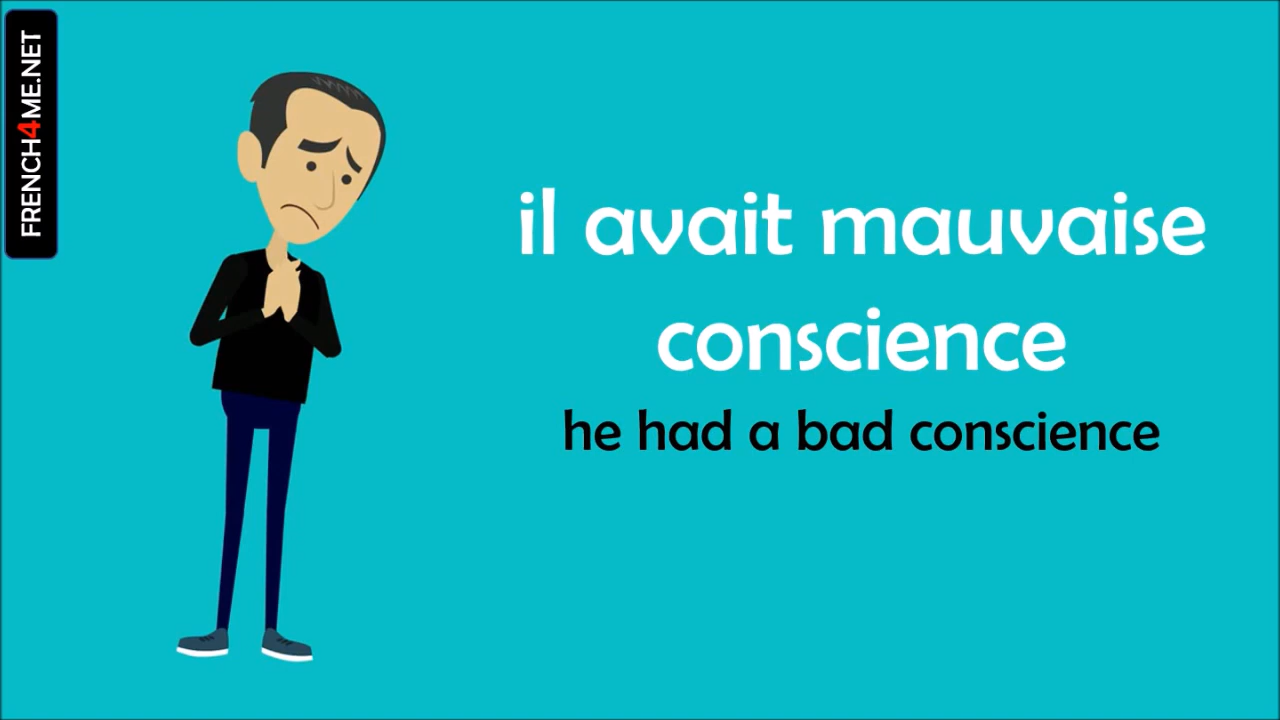 FRENCH4ME.NET
il avait mauvaise
conscience
he had a bad conscience